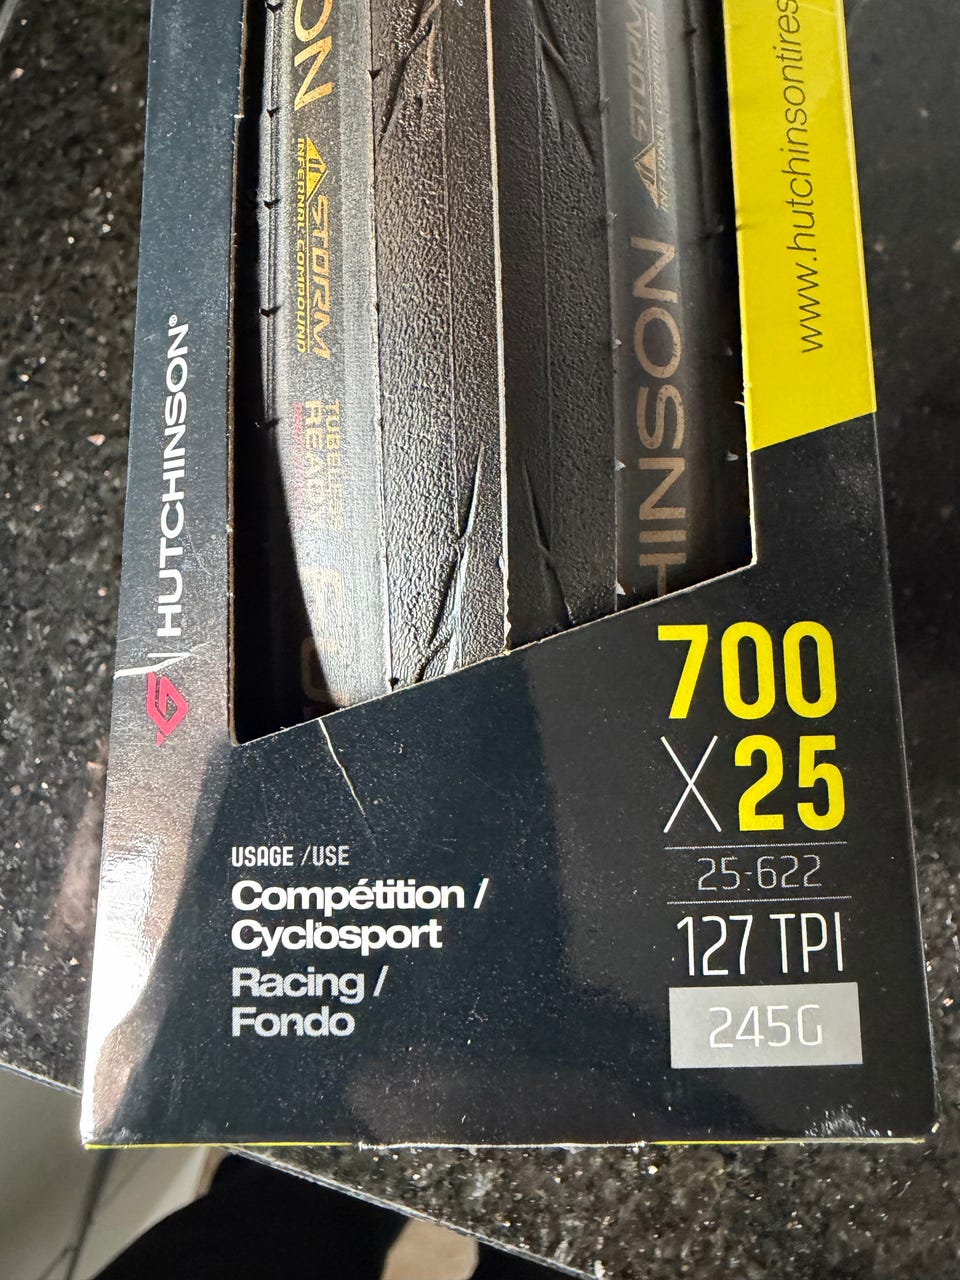 ON
STORM
INFERNAL COMPOUND
TUBELESS
READY
STORM
HINSON
www.hutchinsontires
HUTCHINSON®
700
X 25
25-622
127 TPI
245G
USAGE / USE
Compétition /
Cyclosport
Racing /
Fondo